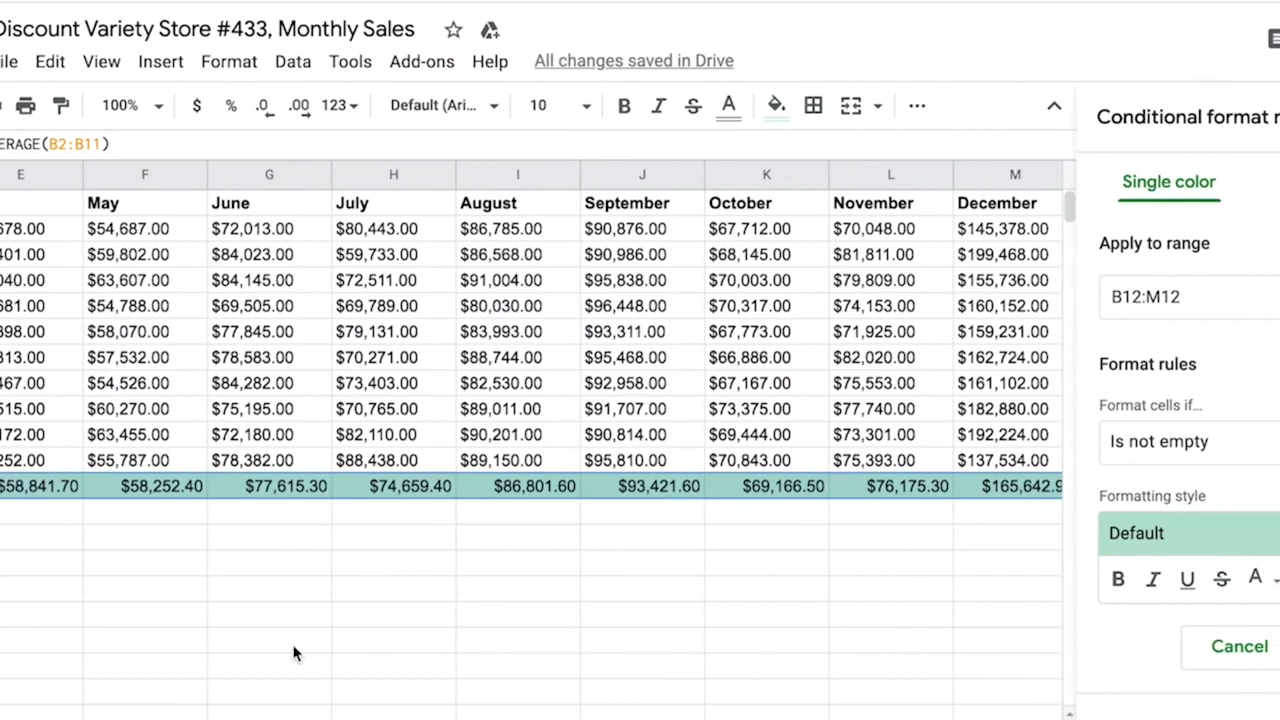 Discount Variety Store #433, Monthly Sales
File Edit View Insert Format Data Tools Add-ons Help All changes saved in Drive
100% $ % .0 .00 123 Default (Ari... 10 B I S A ...
ERAGE(B2:B11)
E F G H I J K L M
May June July August September October November December
678.00 $54,687.00 $72,013.00 $80,443.00 $86,785.00 $90,876.00 $67,712.00 $70,048.00 $145,378.00
401.00 $59,802.00 $84,023.00 $59,733.00 $86,568.00 $90,986.00 $68,145.00 $81,811.00 $199,468.00
040.00 $63,607.00 $84,145.00 $72,511.00 $91,004.00 $95,838.00 $70,003.00 $79,809.00 $155,736.00
681.00 $54,788.00 $69,505.00 $69,789.00 $80,030.00 $96,448.00 $70,317.00 $74,153.00 $160,152.00
898.00 $58,070.00 $77,845.00 $79,131.00 $83,993.00 $93,311.00 $67,773.00 $71,925.00 $159,231.00
313.00 $57,532.00 $78,583.00 $70,271.00 $88,744.00 $95,468.00 $66,886.00 $82,020.00 $162,724.00
467.00 $54,526.00 $84,282.00 $73,403.00 $82,530.00 $92,958.00 $67,167.00 $75,553.00 $161,102.00
515.00 $60,270.00 $75,195.00 $70,765.00 $89,011.00 $91,707.00 $73,375.00 $77,740.00 $182,880.00
172.00 $63,455.00 $72,180.00 $82,110.00 $90,201.00 $90,814.00 $69,444.00 $73,301.00 $192,224.00
252.00 $55,787.00 $78,382.00 $88,438.00 $89,150.00 $95,810.00 $70,843.00 $75,393.00 $137,534.00
$58,841.70 $58,252.40 $77,615.30 $74,659.40 $86,801.60 $93,421.60 $69,166.50 $76,175.30 $165,642.9
Conditional format r
Single color
Apply to range
B12:M12
Format rules
Format cells if…
Is not empty
Formatting style
Default
B I U S A
Cancel